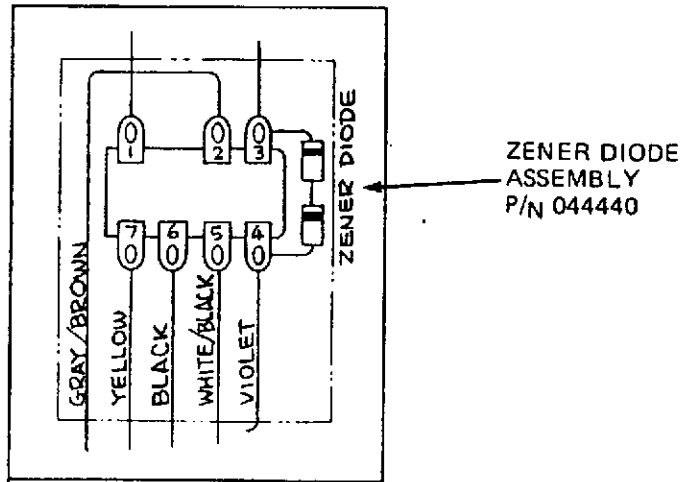 1
2
3
7
6
5
4
ZENER DIODE
GRAY/BROWN
YELLOW
BLACK
WHITE/BLACK
VIOLET
ZENER DIODE
ASSEMBLY
P/N 044440